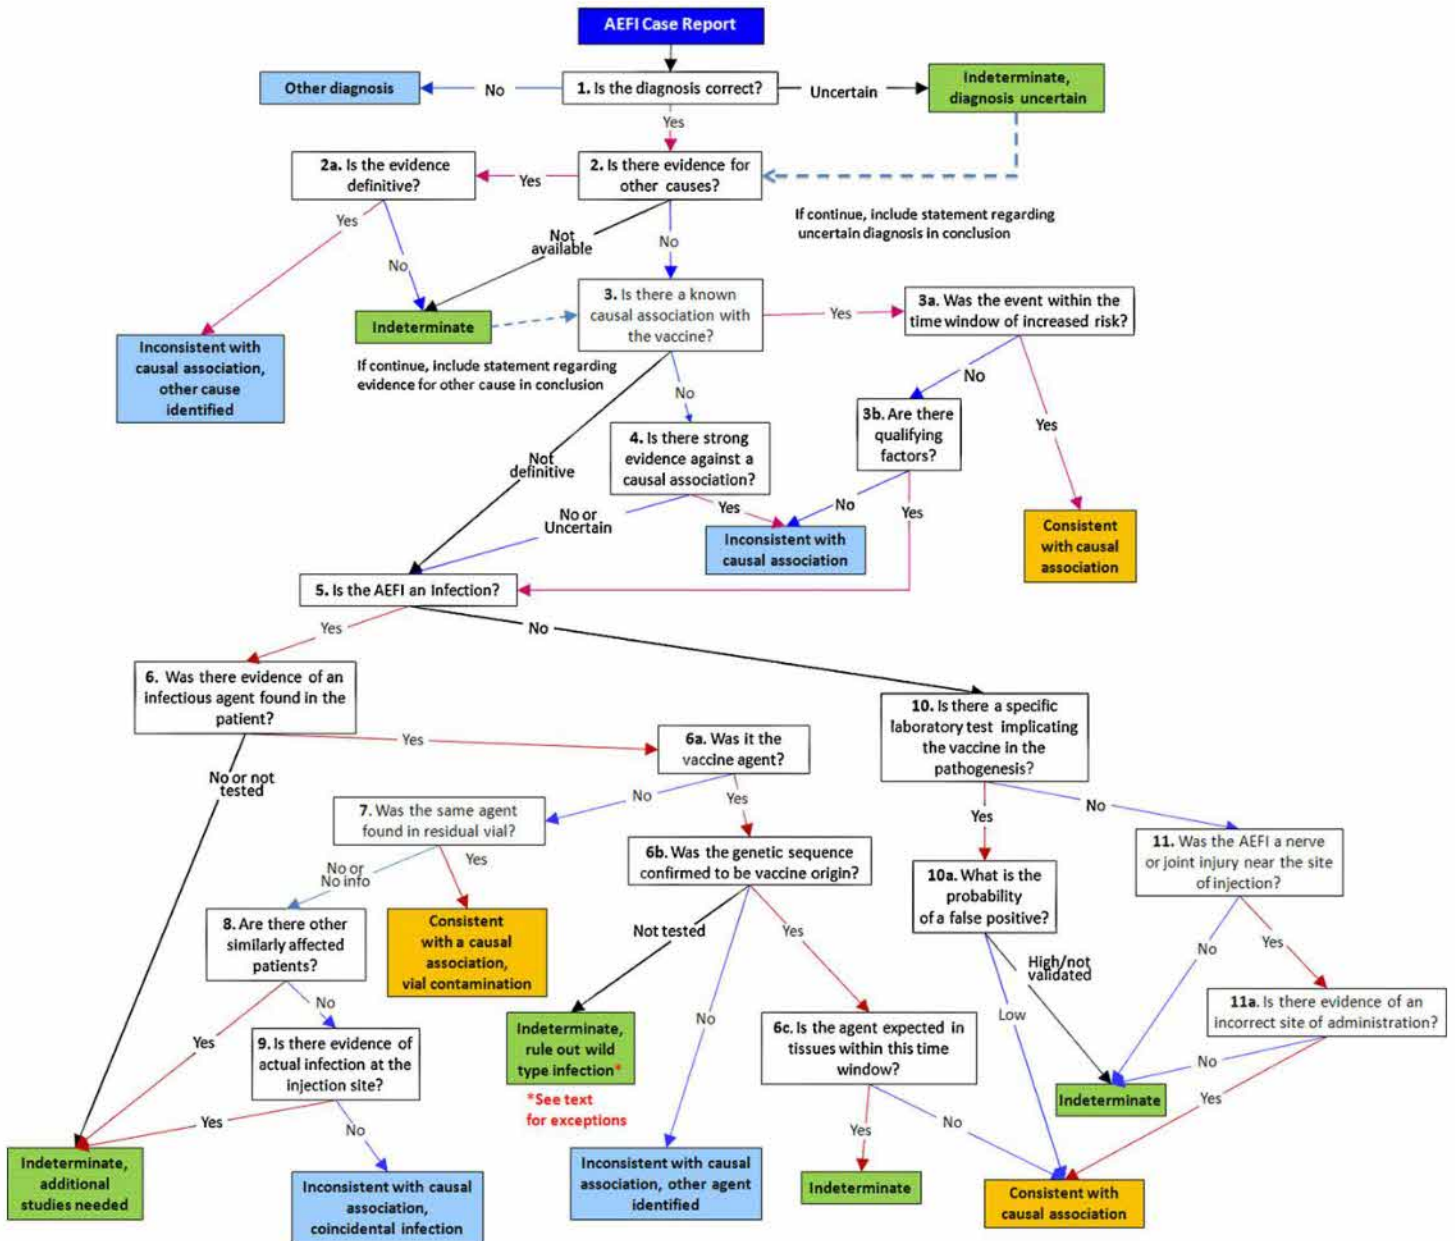 AEFI Case Report
Other diagnosis
No
1. Is the diagnosis correct?
Uncertain
Indeterminate,
diagnosis uncertain
Yes
2a. Is the evidence
definitive?
Yes
2. Is there evidence for
other causes?
If continue, include statement regarding
uncertain diagnosis in conclusion
Yes
No
Not
available
No
Inconsistent with
causal association,
other cause
identified
Indeterminate
If continue, include statement regarding
evidence for other cause in conclusion
3. Is there a known
causal association with
the vaccine?
Yes
3a. Was the event within the
time window of increased risk?
No
Yes
3b. Are there
qualifying
factors?
No
Yes
Consistent
with causal
association
Not
definitive
No
4. Is there strong
evidence against a
causal association?
No or
Uncertain
Yes
Inconsistent with
causal association
5. Is the AEFI an Infection?
Yes
No
6. Was there evidence of an
infectious agent found in the
patient?
Yes
No or not
tested
6a. Was it the
vaccine agent?
No
Yes
7. Was the same agent
found in residual vial?
No or
No info
Yes
Consistent
with a causal
association,
vial contamination
8. Are there other
similarly affected
patients?
Yes
No
9. Is there evidence of
actual infection at the
injection site?
Yes
No
Indeterminate,
additional
studies needed
Inconsistent with causal
association,
coincidental infection
6b. Was the genetic sequence
confirmed to be vaccine origin?
Not tested
No
Yes
Indeterminate,
rule out wild
type infection*
*See text
for exceptions
Inconsistent with causal
association, other agent
identified
6c. Is the agent expected in
tissues within this time
window?
Yes
No
Indeterminate
10. Is there a specific
laboratory test implicating
the vaccine in the
pathogenesis?
Yes
No
10a. What is the
probability
of a false positive?
High/not
validated
Low
11. Was the AEFI a nerve
or joint injury near the site
of injection?
No
Yes
11a. Is there evidence of an
incorrect site of administration?
No
Yes
Indeterminate
Consistent with
causal association